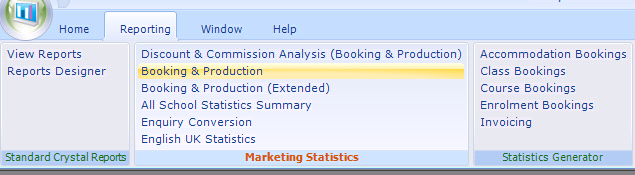 Home Reporting Window Help
View Reports
Reports Designer
Standard Crystal Reports
Discount & Commission Analysis (Booking & Production)
Booking & Production
Booking & Production (Extended)
All School Statistics Summary
Enquiry Conversion
English UK Statistics
Marketing Statistics
Accommodation Bookings
Class Bookings
Course Bookings
Enrolment Bookings
Invoicing
Statistics Generator